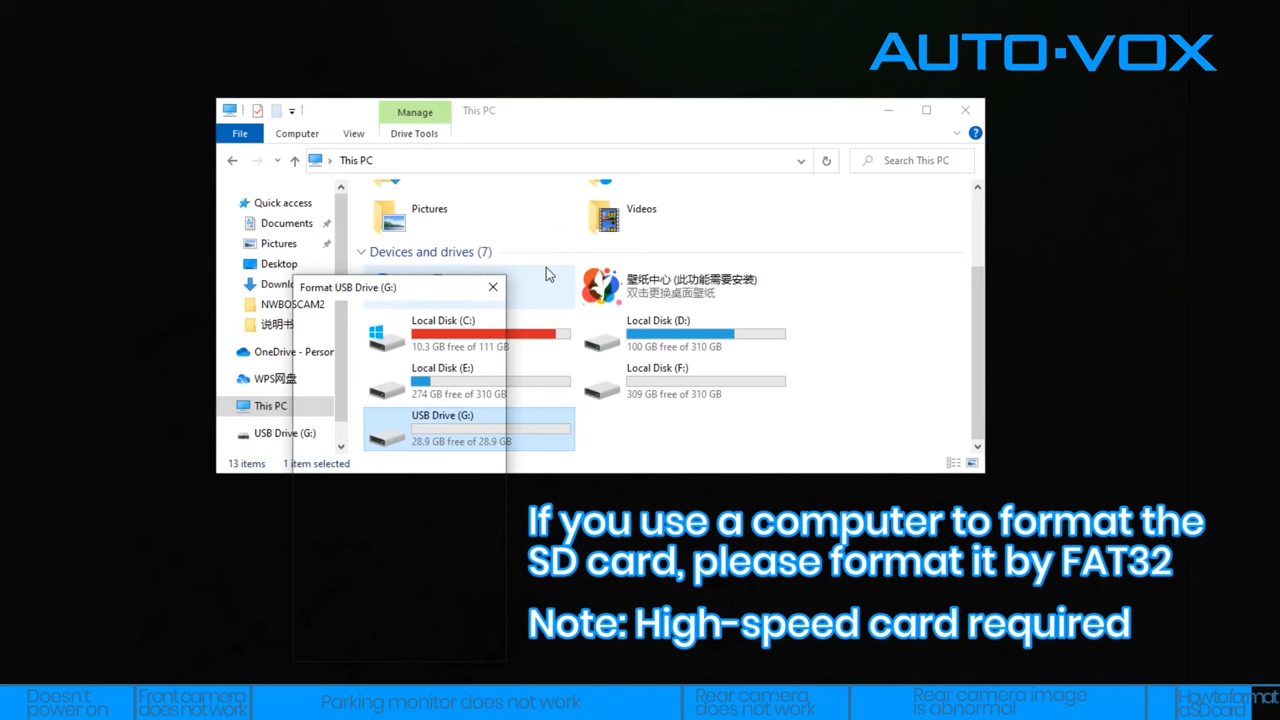 AUTO·VOX
Manage
This PC
File
Computer
View
Drive Tools
This PC
Search This PC
Quick access
Documents
Pictures
Desktop
Downlo
NWBOSCAM2
说明书
OneDrive - Person
WPS网盘
This PC
USB Drive (G:)
Pictures
Videos
Devices and drives (7)
壁纸中心 (此功能需要安装)
双击更换桌面壁纸
Format USB Drive (G:)
Local Disk (C:)
10.3 GB free of 111 GB
Local Disk (D:)
100 GB free of 310 GB
Local Disk (E:)
274 GB free of 310 GB
Local Disk (F:)
309 GB free of 310 GB
USB Drive (G:)
28.9 GB free of 28.9 GB
13 items
1 item selected
If you use a computer to format the
SD card, please format it by FAT32
Note: High-speed card required
Doesn't
power on
Front camera
does not work
Parking monitor does not work
Rear camera
does not work
Rear camera image
is abnormal
How to format
a SD card